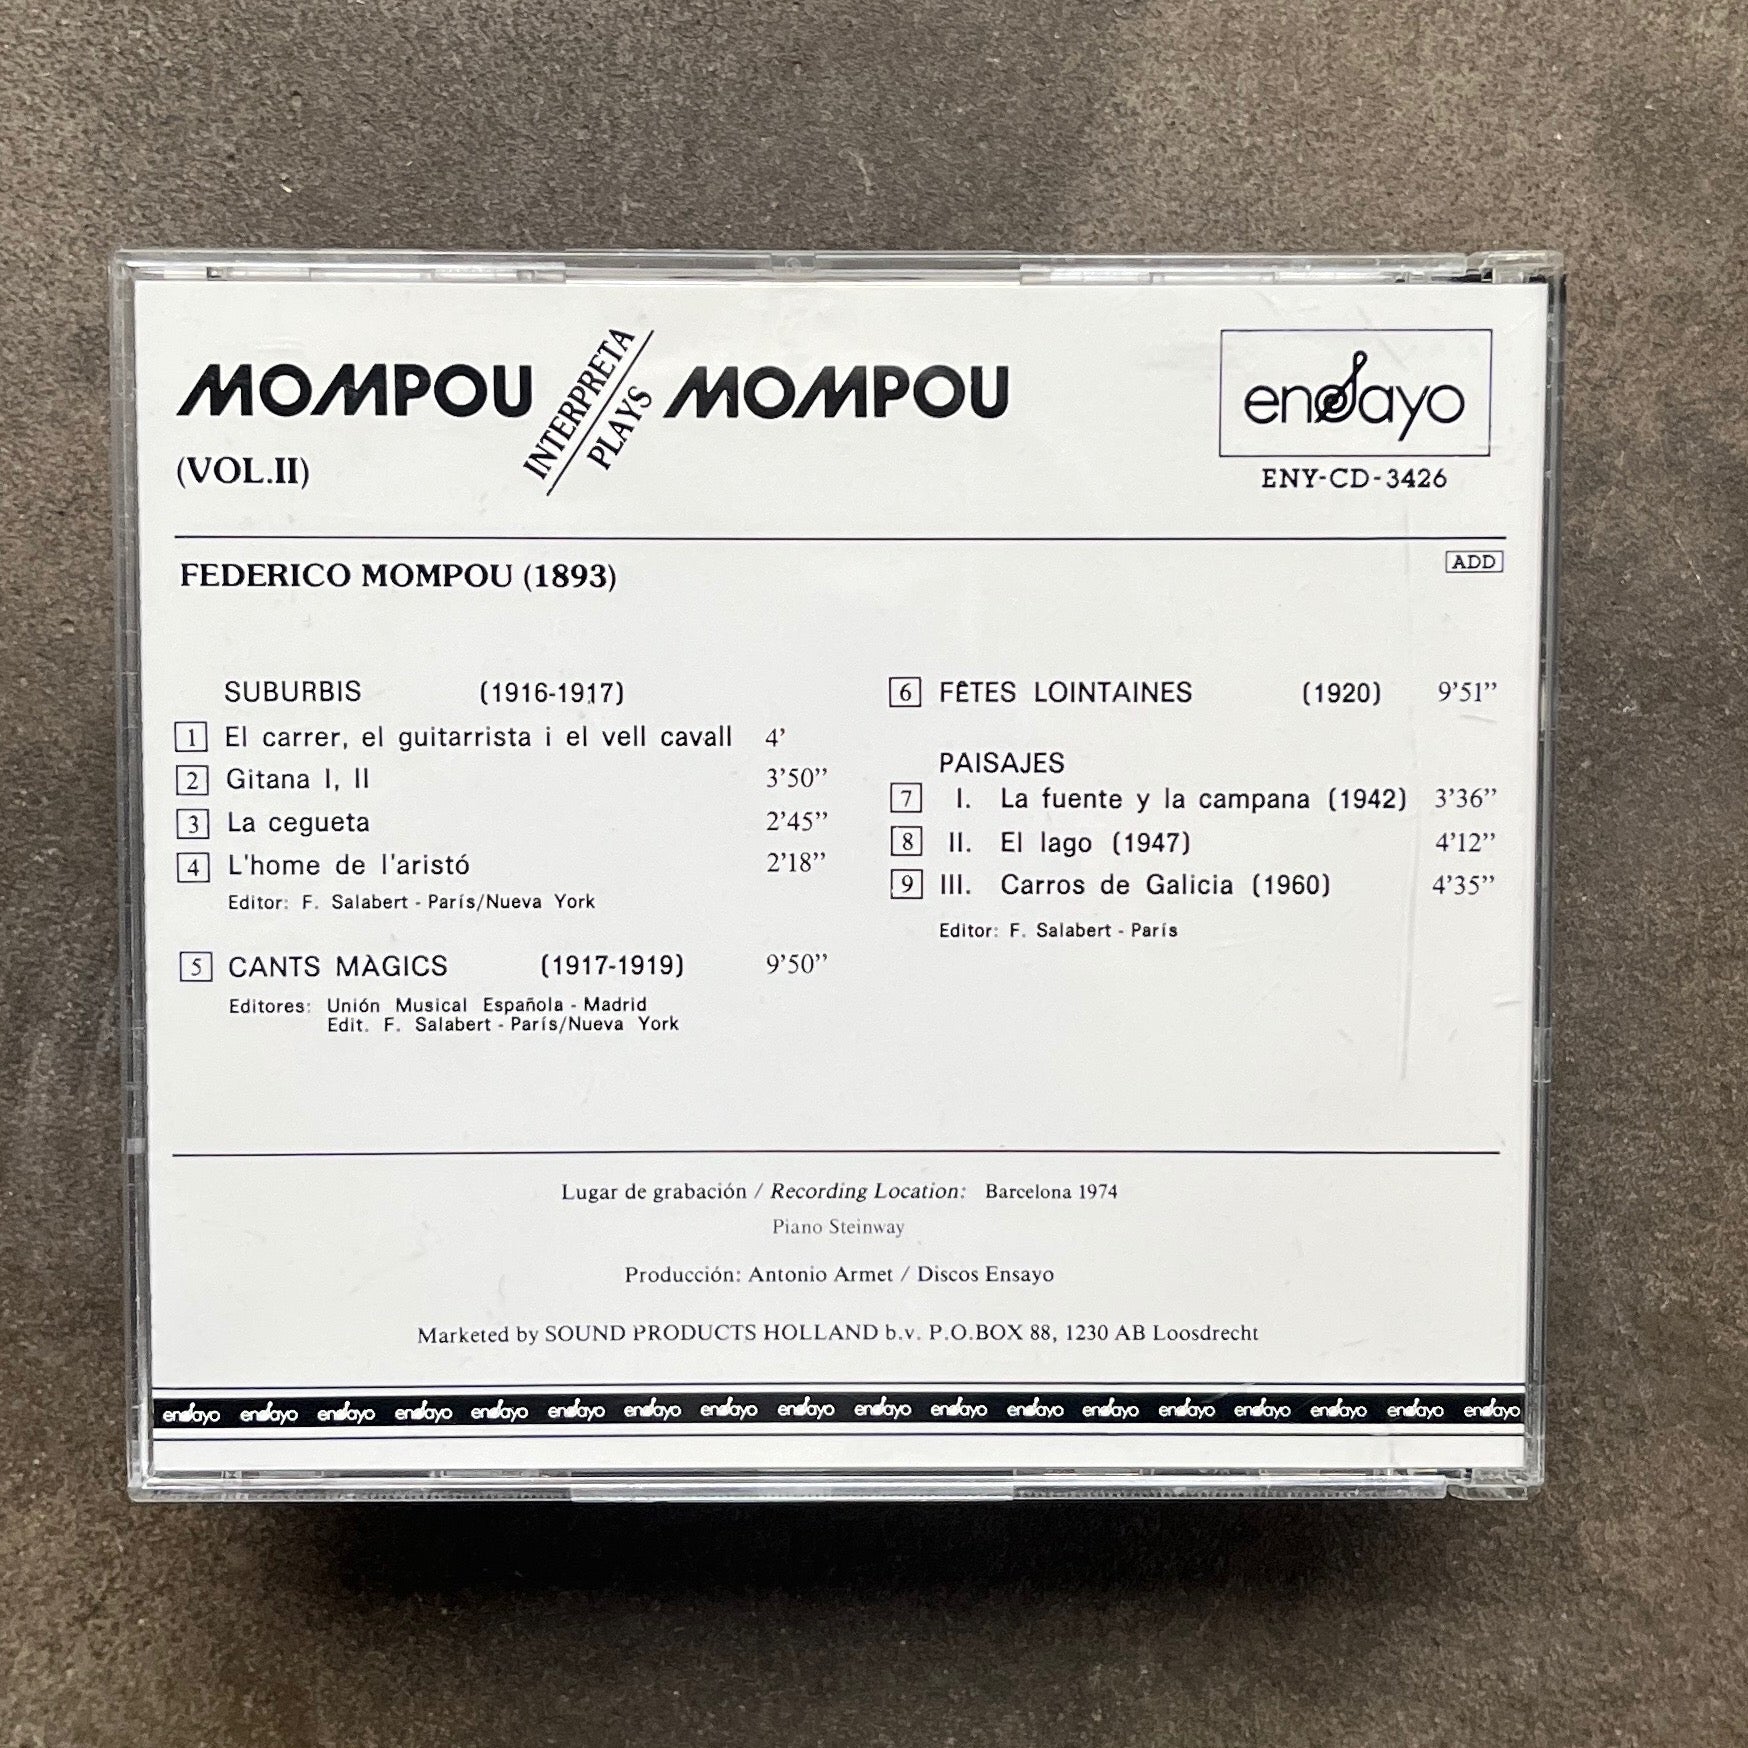 MOMPOU INTERPRETA PLAYS MOMPOU
(VOL.II)
ensayo
ENY-CD-3426
FEDERICO MOMPOU (1893)
ADD
SUBURBIS (1916-1917)
1 El carrer, el guitarrista i el vell cavall 4’
2 Gitana I, II 3’50’’
3 La cegueta 2’45’’
4 L'home de l'aristó 2’18’’
Editor: F. Salabert - París/Nueva York
5 CANTS MÀGICS (1917-1919) 9’50’’
Editores: Unión Musical Española - Madrid
Edit. F. Salabert - París/Nueva York
6 FÊTES LOINTAINES (1920) 9’51’’
PAISAJES
7 I. La fuente y la campana (1942) 3’36’’
8 II. El lago (1947) 4’12’’
9 III. Carros de Galicia (1960) 4’35’’
Editor: F. Salabert - París
Lugar de grabación / Recording Location: Barcelona 1974
Piano Steinway
Producción: Antonio Armet / Discos Ensayo
Marketed by SOUND PRODUCTS HOLLAND b.v. P.O.BOX 88, 1230 AB Loosdrecht
ensayo ensayo ensayo ensayo ensayo ensayo ensayo ensayo ensayo ensayo ensayo ensayo ensayo ensayo ensayo ensayo ensayo ensayo